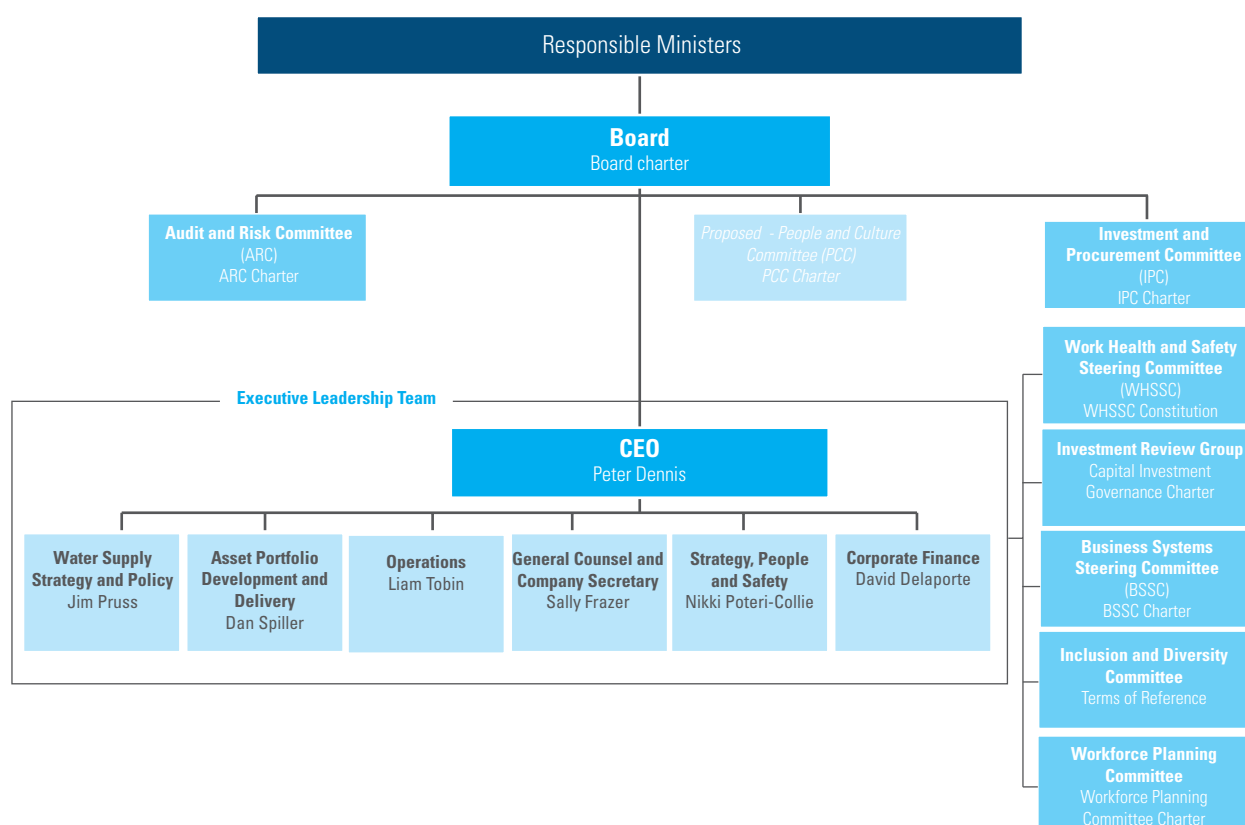 Responsible Ministers
Board
Board charter
Audit and Risk Committee
(ARC)
ARC Charter
Proposed - People and Culture
Committee (PCC)
PCC Charter
Investment and
Procurement Committee
(IPC)
IPC Charter
Work Health and Safety
Steering Committee
(WHSSC)
WHSSC Constitution
Executive Leadership Team
CEO
Peter Dennis
Investment Review Group
Capital Investment
Governance Charter
Water Supply
Strategy and Policy
Jim Pruss
Asset Portfolio
Development and
Delivery
Dan Spiller
Operations
Liam Tobin
General Counsel and
Company Secretary
Sally Frazer
Strategy, People
and Safety
Nikki Poteri-Collie
Corporate Finance
David Delaporte
Business Systems
Steering Committee
(BSSC)
BSSC Charter
Inclusion and Diversity
Committee
Terms of Reference
Workforce Planning
Committee
Workforce Planning
Committee Charter